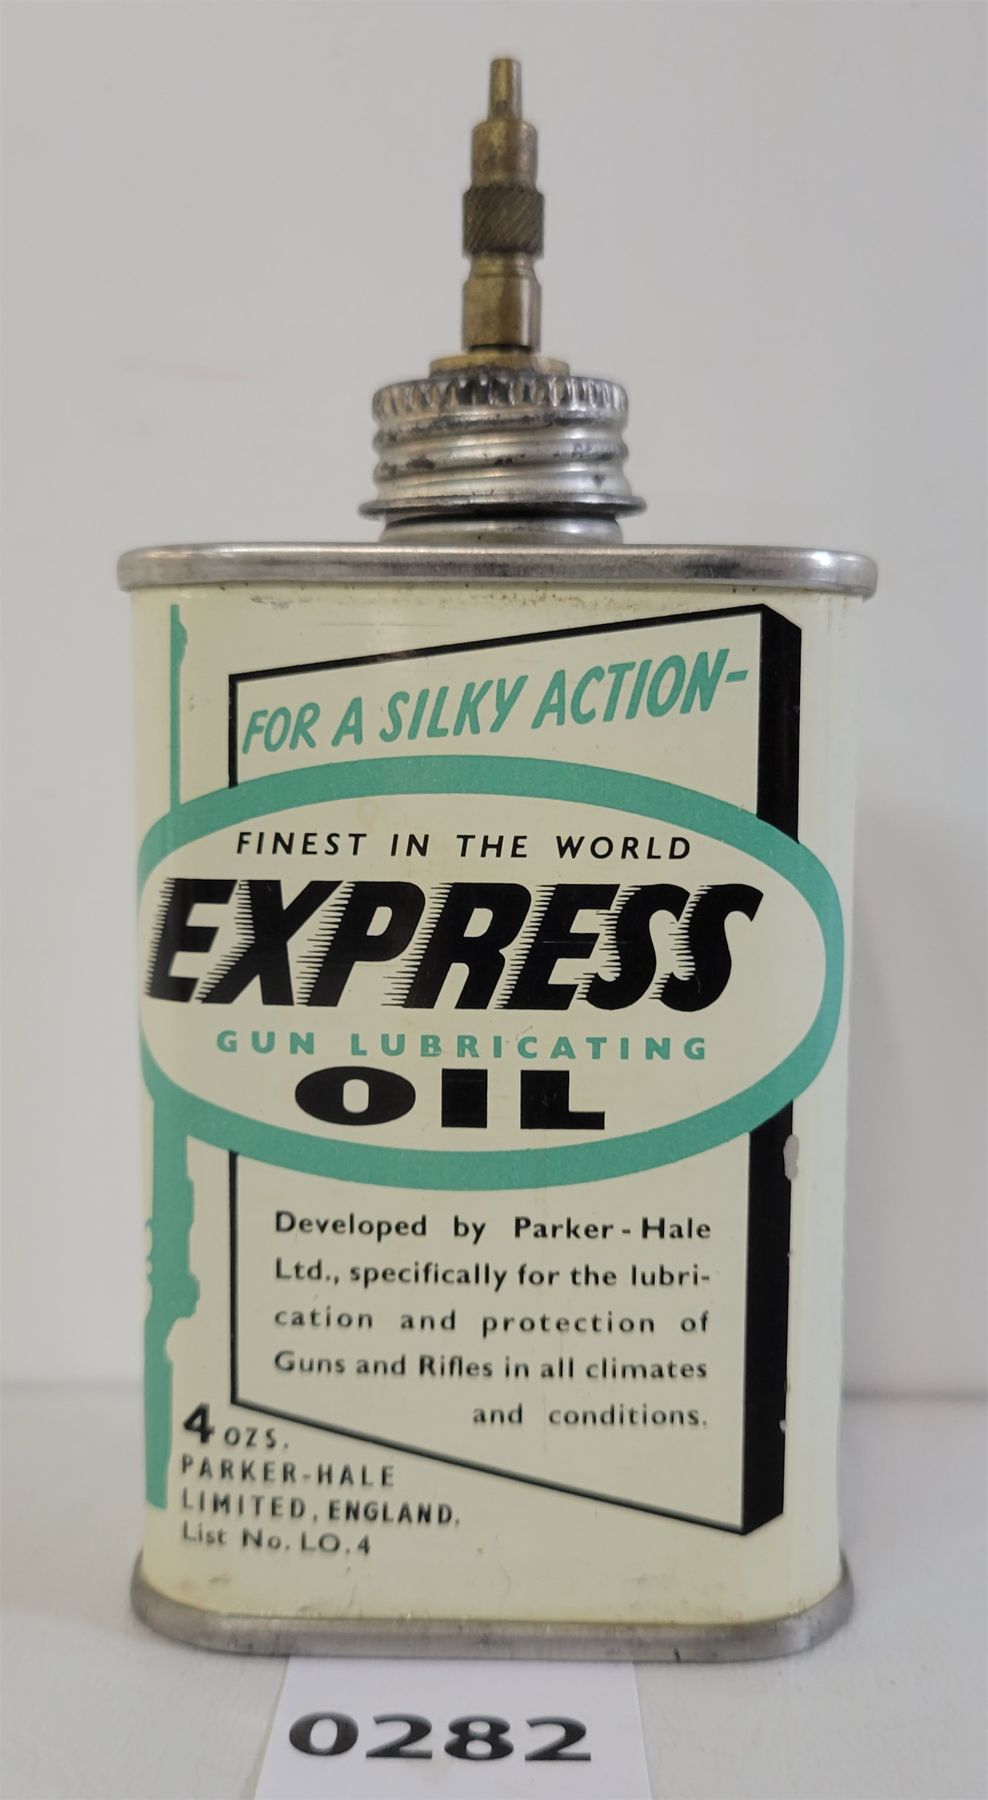 FOR A SILKY ACTION-
FINEST IN THE WORLD
EXPRESS
GUN LUBRICATING
OIL
Developed by Parker-Hale
Ltd., specifically for the lubri-
cation and protection of
Guns and Rifles in all climates
and conditions.
4 OZS.
PARKER-HALE
LIMITED, ENGLAND.
List No. LO.4
0282